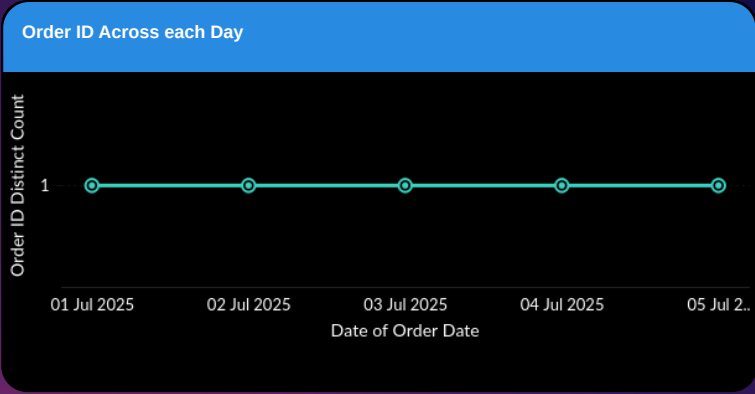 Order ID Across each Day
Order ID Distinct Count
1
01 Jul 2025
02 Jul 2025
03 Jul 2025
04 Jul 2025
05 Jul 2..
Date of Order Date